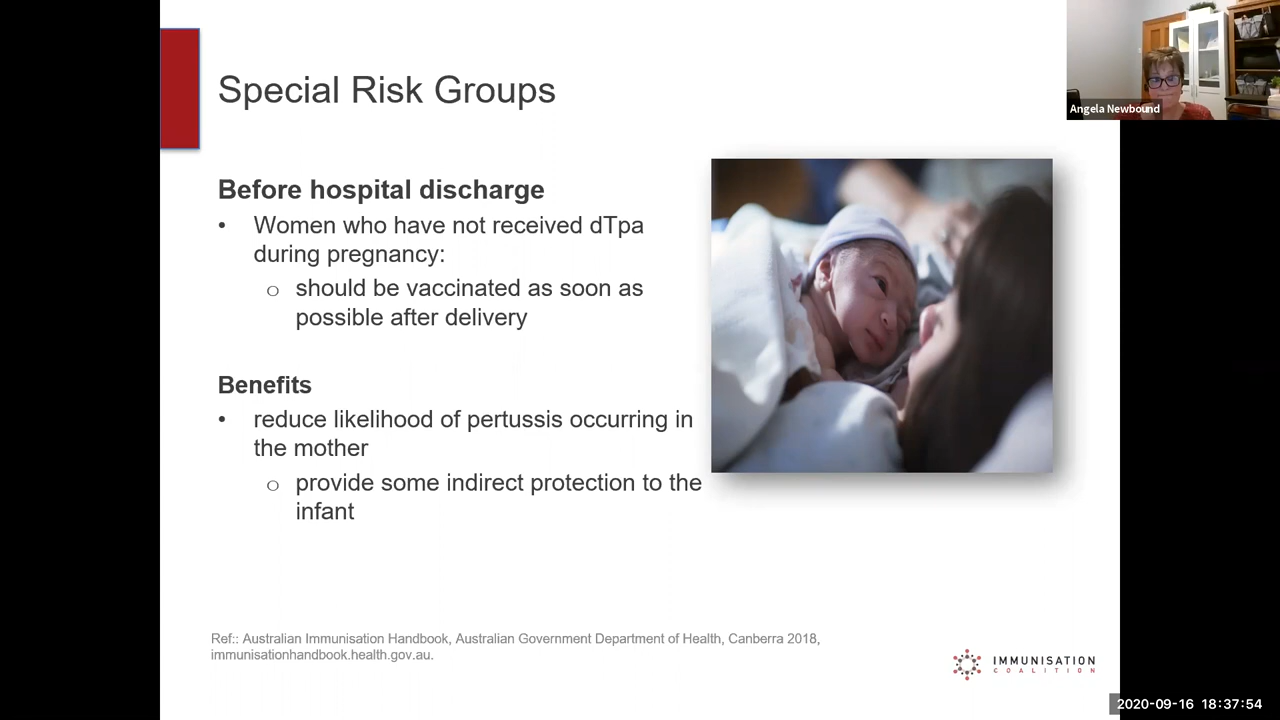 Special Risk Groups
Angela Newbound
Before hospital discharge
• Women who have not received dTpa
during pregnancy:
o should be vaccinated as soon as
possible after delivery
Benefits
• reduce likelihood of pertussis occurring in
the mother
o provide some indirect protection to the
infant
Ref:: Australian Immunisation Handbook, Australian Government Department of Health, Canberra 2018,
immunisationhandbook.health.gov.au.
IMMUNISATION
COALITION
2020-09-16 18:37:54